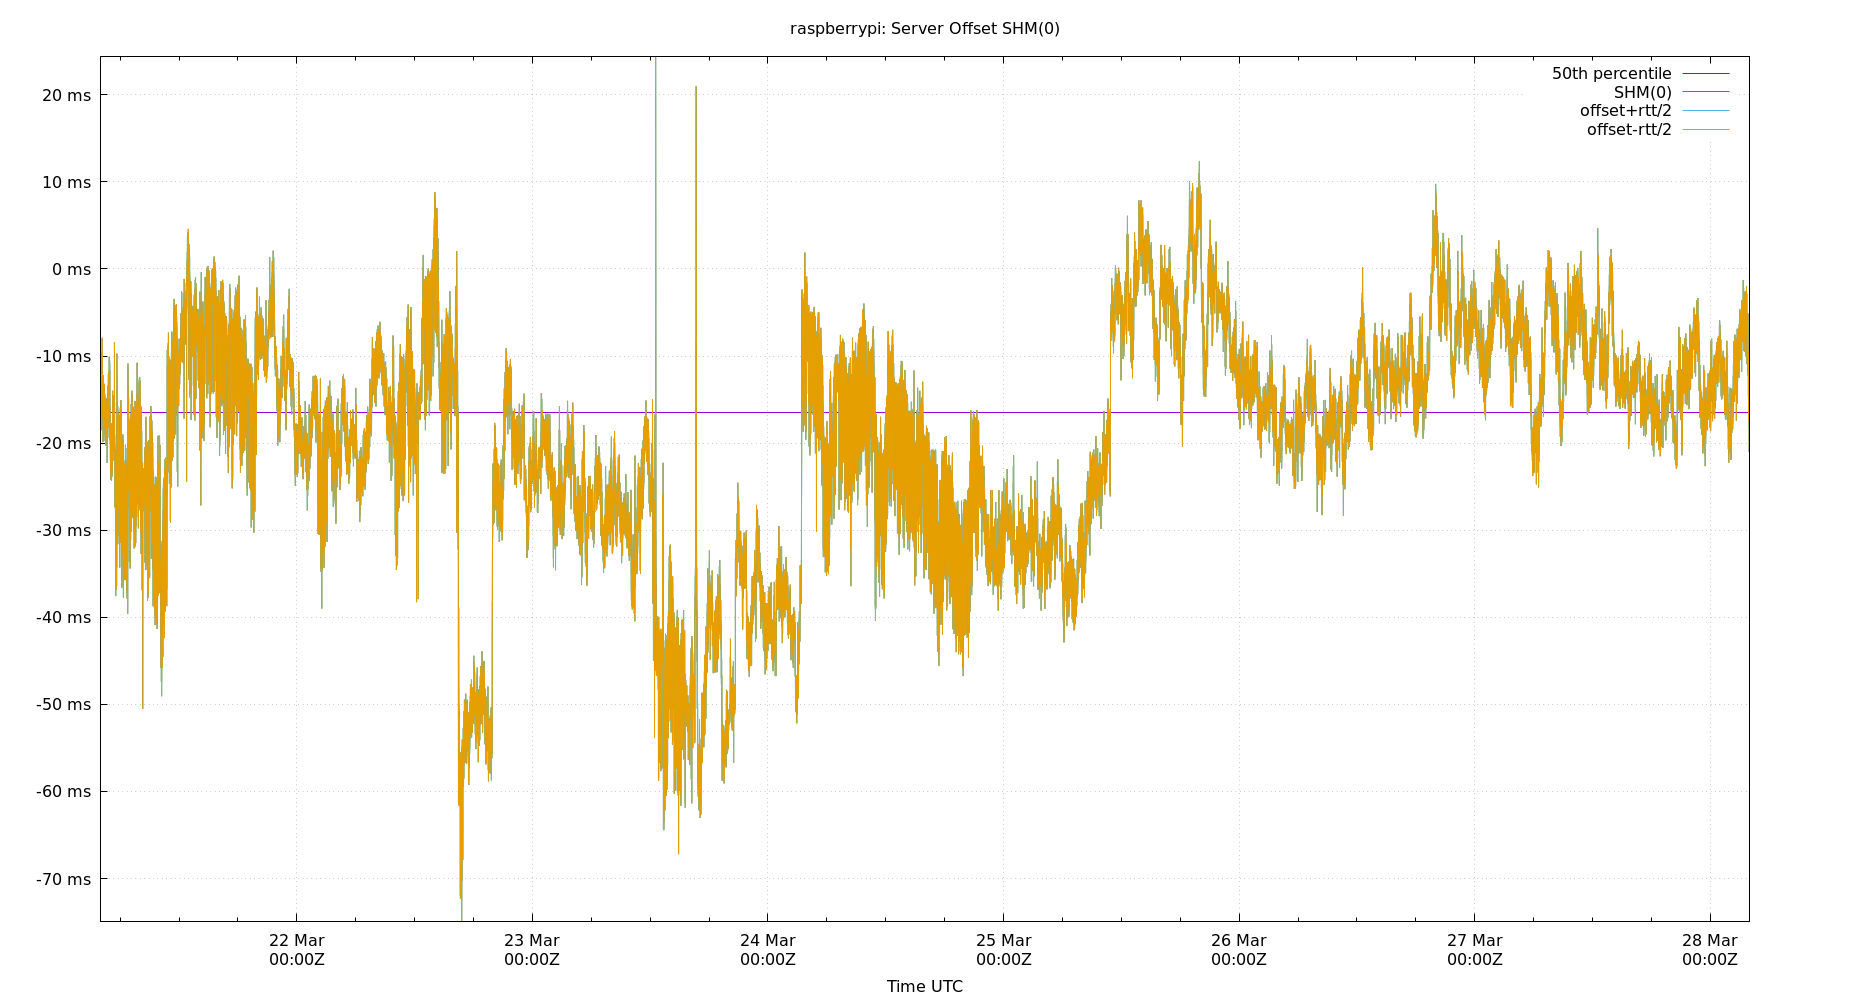 raspberrypi: Server Offset SHM(0)
50th percentile
SHM(0)
offset+rtt/2
offset-rtt/2
20 ms
10 ms
0 ms
-10 ms
-20 ms
-30 ms
-40 ms
-50 ms
-60 ms
-70 ms
22 Mar
00:00Z
23 Mar
00:00Z
24 Mar
00:00Z
25 Mar
00:00Z
26 Mar
00:00Z
27 Mar
00:00Z
28 Mar
00:00Z
Time UTC